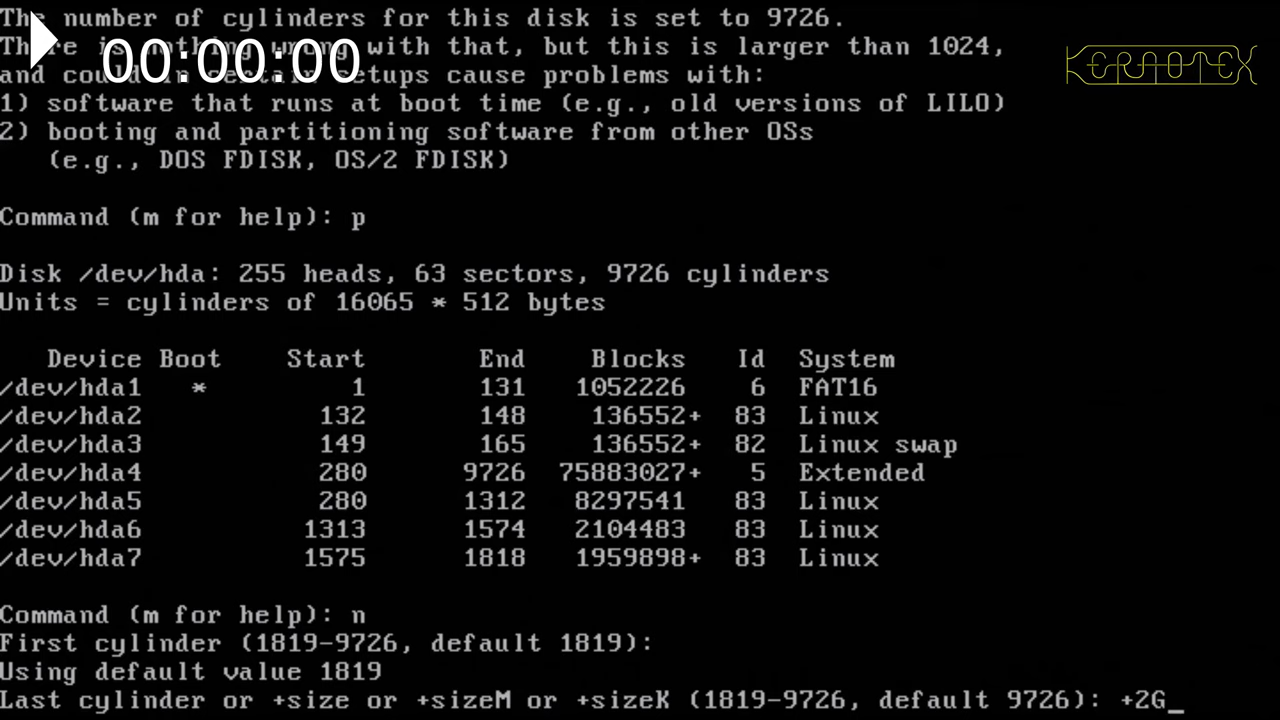 The number of cylinders for this disk is set to 9726.
There is nothing wrong with that, but this is larger than 1024,
00:00:00
and could in certain setups cause problems with:
KERAOTEX
1) software that runs at boot time (e.g., old versions of LILO)
2) booting and partitioning software from other OSs
(e.g., DOS FDISK, OS/2 FDISK)
Command (m for help): p
Disk /dev/hda: 255 heads, 63 sectors, 9726 cylinders
Units = cylinders of 16065 * 512 bytes
Device Boot Start End Blocks Id System
/dev/hda1 * 1 131 1052226 6 FAT16
/dev/hda2 132 148 136552+ 83 Linux
/dev/hda3 149 165 136552+ 82 Linux swap
/dev/hda4 280 9726 75883027+ 5 Extended
/dev/hda5 280 1312 8297541 83 Linux
/dev/hda6 1313 1574 2104483 83 Linux
/dev/hda7 1575 1818 1959898+ 83 Linux
Command (m for help): n
First cylinder (1819-9726, default 1819):
Using default value 1819
Last cylinder or +size or +sizeM or +sizeK (1819-9726, default 9726): +2G_